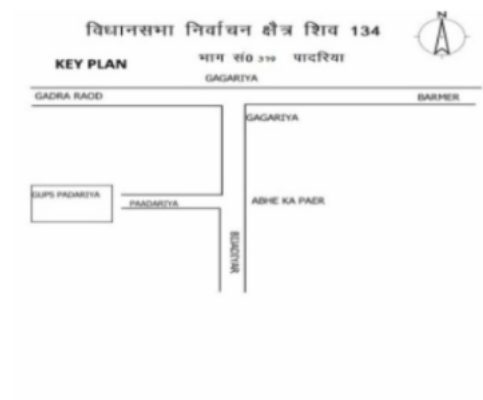 विधानसभा निर्वाचन क्षैत्र शिव 134
N
भाग सं0 319 पादरिया
KEY PLAN
GAGARIYA
GADRA RAOD
BARMER
GAGARIYA
GUPS PADARIYA
PAADARIYA
ABHE KA PAER